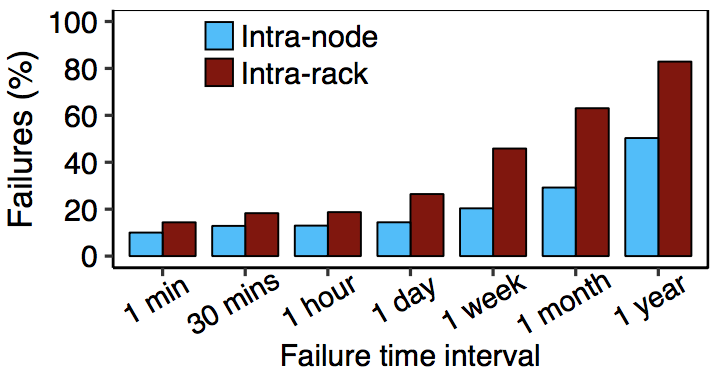 100
80
60
40
20
0
Failures (%)
Intra-node
Intra-rack
1 min
30 mins
1 hour
1 day
1 week
1 month
1 year
Failure time interval